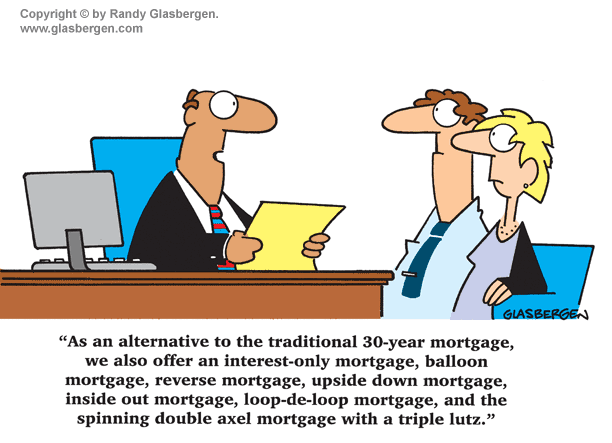 Copyright © by Randy Glasbergen.
www.glasbergen.com
GLASBERGEN
“As an alternative to the traditional 30-year mortgage,
we also offer an interest-only mortgage, balloon
mortgage, reverse mortgage, upside down mortgage,
inside out mortgage, loop-de-loop mortgage, and the
spinning double axel mortgage with a triple lutz.”